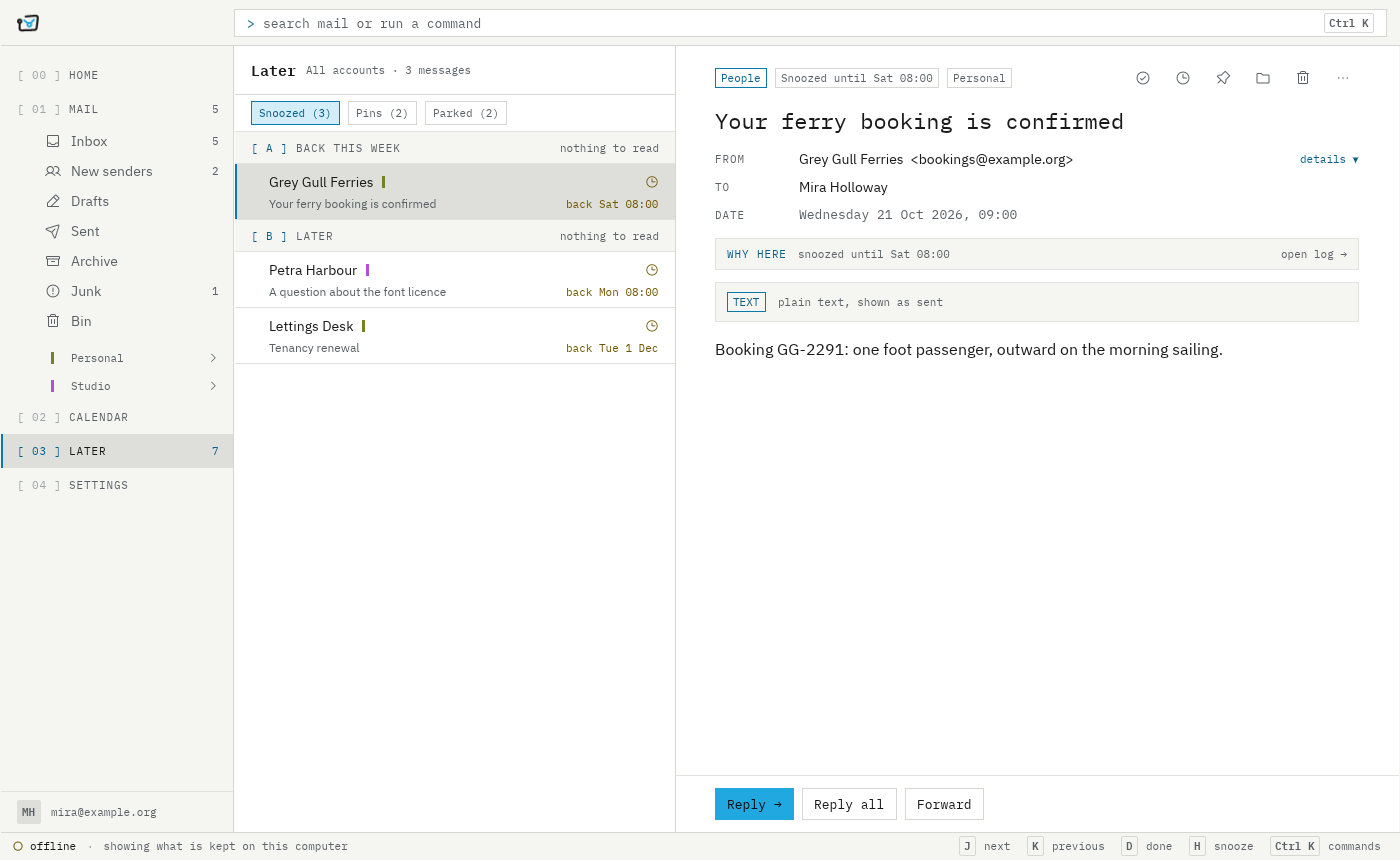 > search mail or run a command Ctrl K
[ 00 ] HOME
[ 01 ] MAIL 5
Inbox 5
New senders 2
Drafts
Sent
Archive
Junk 1
Bin
Personal
Studio
[ 02 ] CALENDAR
[ 03 ] LATER 7
[ 04 ] SETTINGS
MH mira@example.org
Later All accounts · 3 messages
Snoozed (3) Pins (2) Parked (2)
[ A ] BACK THIS WEEK nothing to read
Grey Gull Ferries
Your ferry booking is confirmed back Sat 08:00
[ B ] LATER nothing to read
Petra Harbour
A question about the font licence back Mon 08:00
Lettings Desk
Tenancy renewal back Tue 1 Dec
People Snoozed until Sat 08:00 Personal
Your ferry booking is confirmed
FROM Grey Gull Ferries <bookings@example.org> details ▾
TO Mira Holloway
DATE Wednesday 21 Oct 2026, 09:00
WHY HERE snoozed until Sat 08:00 open log →
TEXT plain text, shown as sent
Booking GG-2291: one foot passenger, outward on the morning sailing.
Reply → Reply all Forward
offline · showing what is kept on this computer J next K previous D done H snooze Ctrl K commands